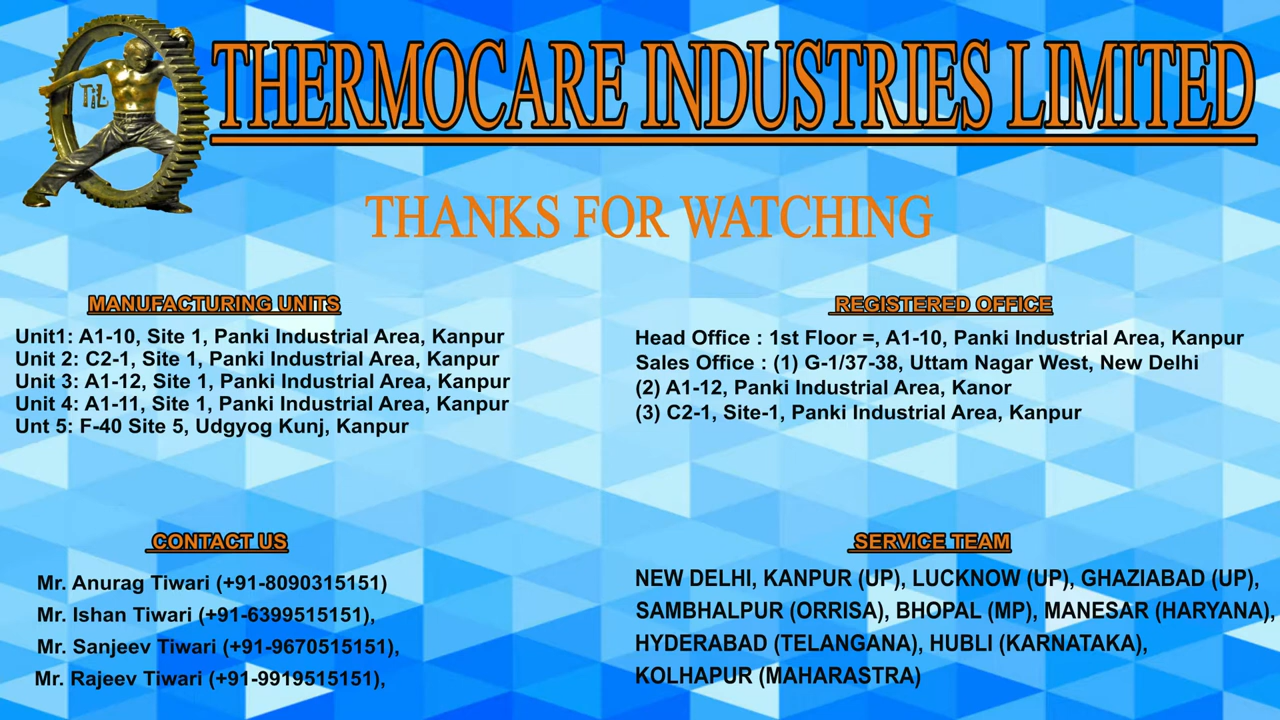 TiL
THERMOCARE INDUSTRIES LIMITED
THANKS FOR WATCHING
MANUFACTURING UNITS
Unit1: A1-10, Site 1, Panki Industrial Area, Kanpur
Unit 2: C2-1, Site 1, Panki Industrial Area, Kanpur
Unit 3: A1-12, Site 1, Panki Industrial Area, Kanpur
Unit 4: A1-11, Site 1, Panki Industrial Area, Kanpur
Unt 5: F-40 Site 5, Udgyog Kunj, Kanpur
REGISTERED OFFICE
Head Office : 1st Floor =, A1-10, Panki Industrial Area, Kanpur
Sales Office : (1) G-1/37-38, Uttam Nagar West, New Delhi
(2) A1-12, Panki Industrial Area, Kanor
(3) C2-1, Site-1, Panki Industrial Area, Kanpur
CONTACT US
Mr. Anurag Tiwari (+91-8090315151)
Mr. Ishan Tiwari (+91-6399515151),
Mr. Sanjeev Tiwari (+91-9670515151),
Mr. Rajeev Tiwari (+91-9919515151),
SERVICE TEAM
NEW DELHI, KANPUR (UP), LUCKNOW (UP), GHAZIABAD (UP),
SAMBHALPUR (ORRISA), BHOPAL (MP), MANESAR (HARYANA),
HYDERABAD (TELANGANA), HUBLI (KARNATAKA),
KOLHAPUR (MAHARASTRA)